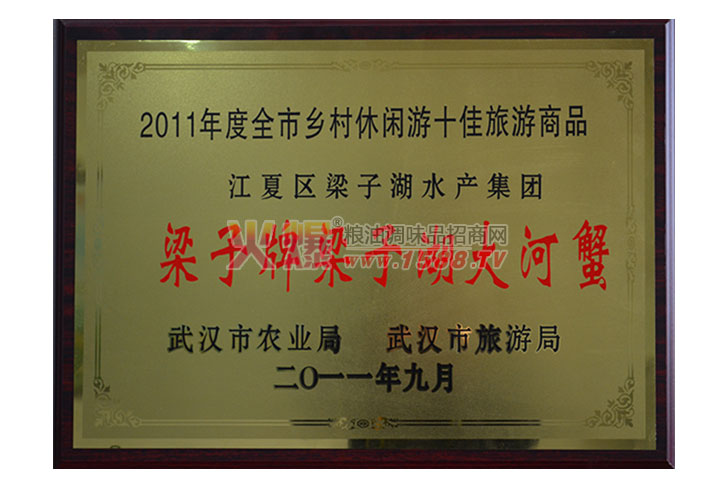 2011年度全市乡村休闲游十佳旅游商品
江夏区梁子湖水产集团
梁子牌梁子湖大河蟹
火爆®粮油调味品招商网
www.1588.TV
武汉市农业局 武汉市旅游局
二〇一一年九月